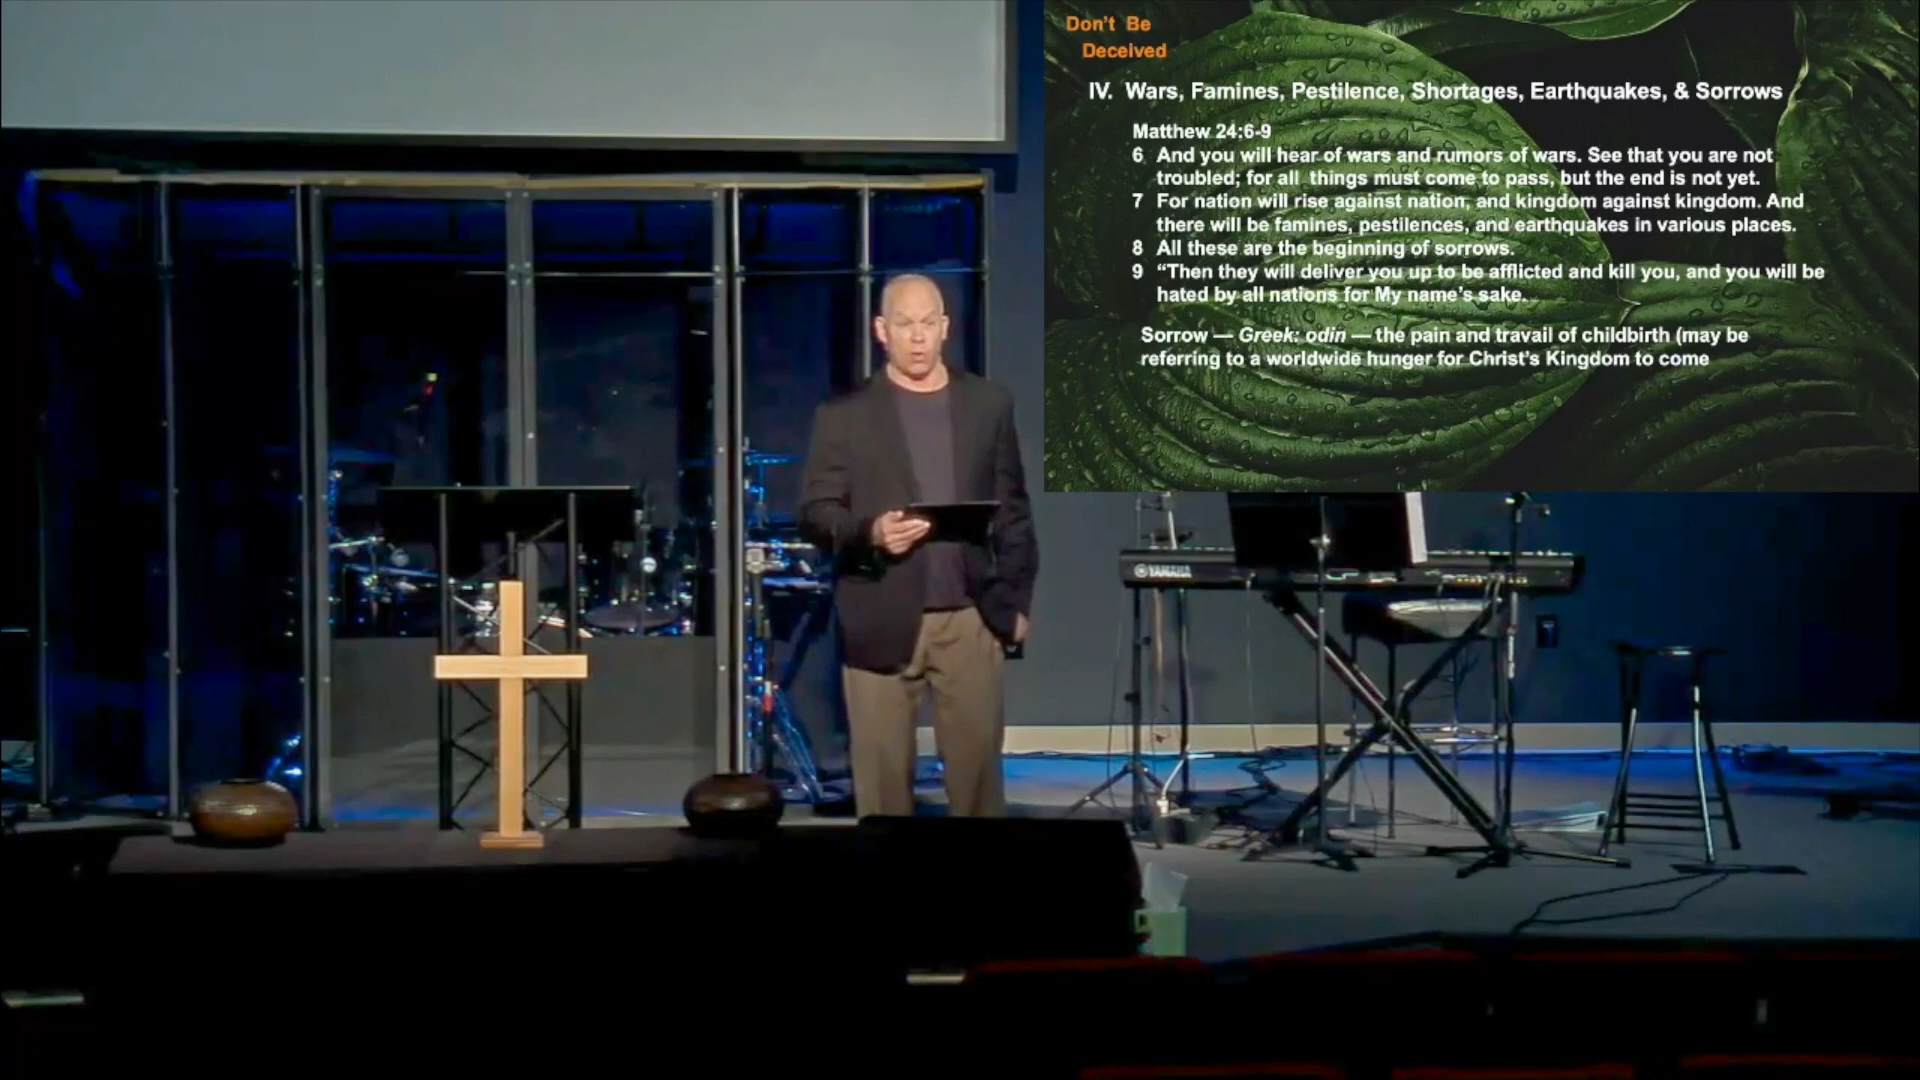 Don't Be
Deceived
IV. Wars, Famines, Pestilence, Shortages, Earthquakes, & Sorrows
Matthew 24:6-9
6 And you will hear of wars and rumors of wars. See that you are not
troubled; for all things must come to pass, but the end is not yet.
7 For nation will rise against nation, and kingdom against kingdom. And
there will be famines, pestilences, and earthquakes in various places.
8 All these are the beginning of sorrows.
9 “Then they will deliver you up to be afflicted and kill you, and you will be
hated by all nations for My name's sake.
Sorrow — Greek: odin — the pain and travail of childbirth (may be
referring to a worldwide hunger for Christ's Kingdom to come
YAMAHA